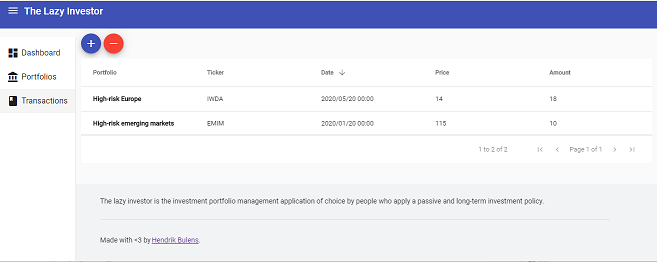 The Lazy Investor
Dashboard
Portfolios
Transactions
Portfolio Ticker Date Price Amount
High-risk Europe IWDA 2020/05/20 00:00 14 18
High-risk emerging markets EMIM 2020/01/20 00:00 115 10
1 to 2 of 2 Page 1 of 1
The lazy investor is the investment portfolio management application of choice by people who apply a passive and long-term investment policy.
Made with <3 by Hendrik Bulens.